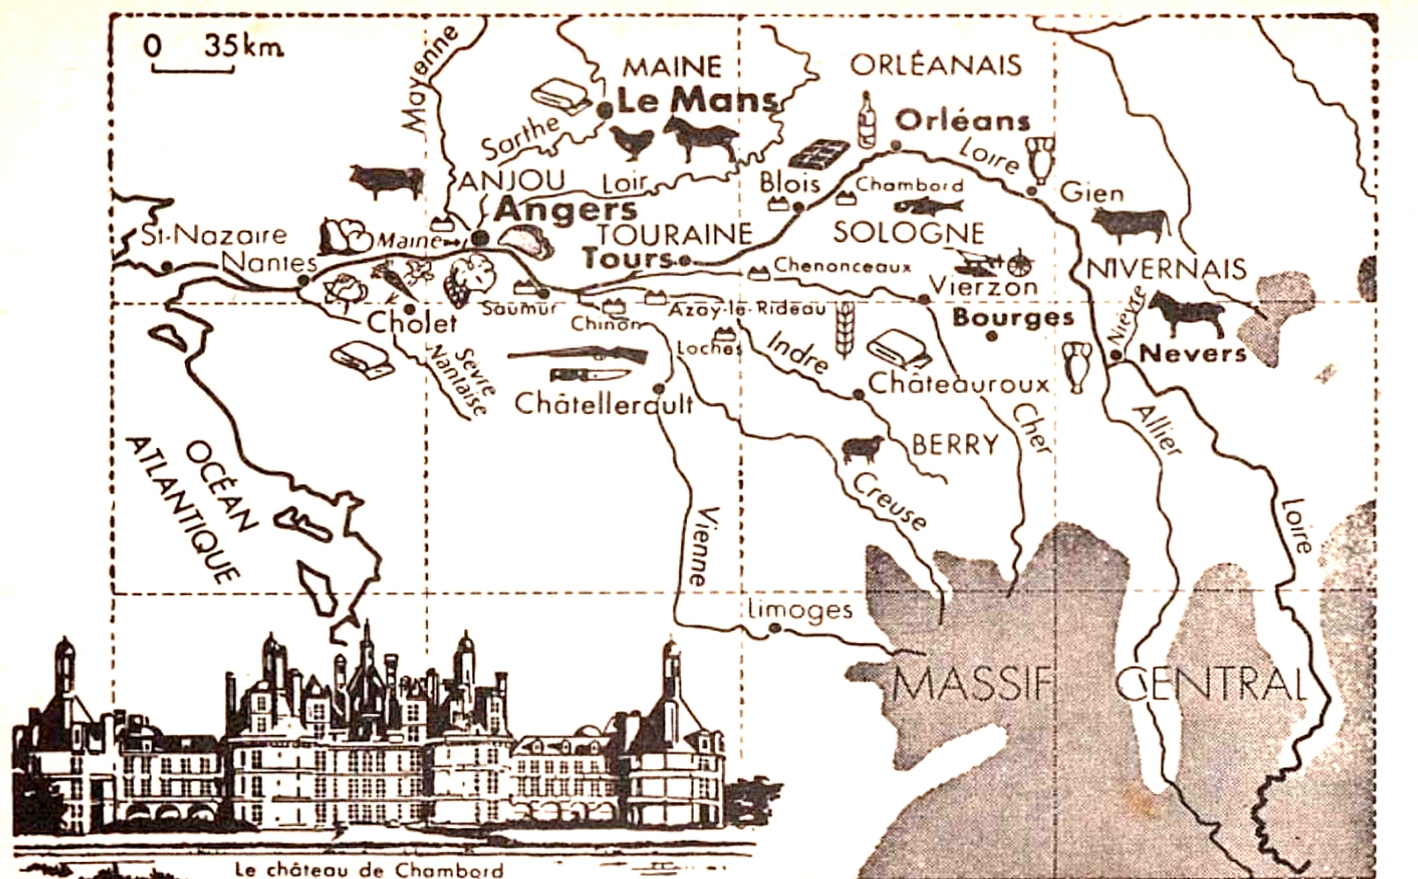 0 35km
Mayenne
MAINE
ORLÉANAIS
Le Mans
Sarthe
Orléans
Loire
ANJOU
Loir
Blois
Chambord
Gien
Angers
St-Nazaire
Maine
TOURAINE
SOLOGNE
Nantes
Tours
Chenonceaux
NIVERNAIS
Vierzon
Saumur
Azay-le-Rideau
Cholet
Chinon
Bourges
Nièvre
Loches
Indre
Nevers
Sèvre
Nantaise
Châteauroux
Châtellerault
Cher
Allier
BERRY
OCÉAN
ATLANTIQUE
Creuse
Vienne
Loire
Limoges
MASSIF CENTRAL
Le château de Chambord